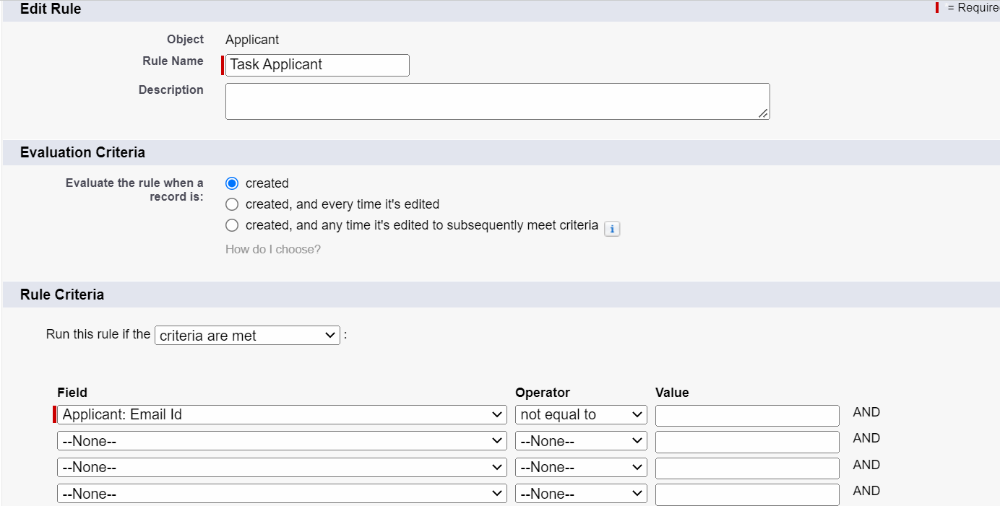 Edit Rule
= Require
Object Applicant
Rule Name Task Applicant
Description
Evaluation Criteria
Evaluate the rule when a
record is:
created
created, and every time it's edited
created, and any time it's edited to subsequently meet criteria i
How do I choose?
Rule Criteria
Run this rule if the criteria are met :
Field Operator Value
Applicant: Email Id not equal to AND
--None-- --None-- AND
--None-- --None-- AND
--None-- --None-- AND